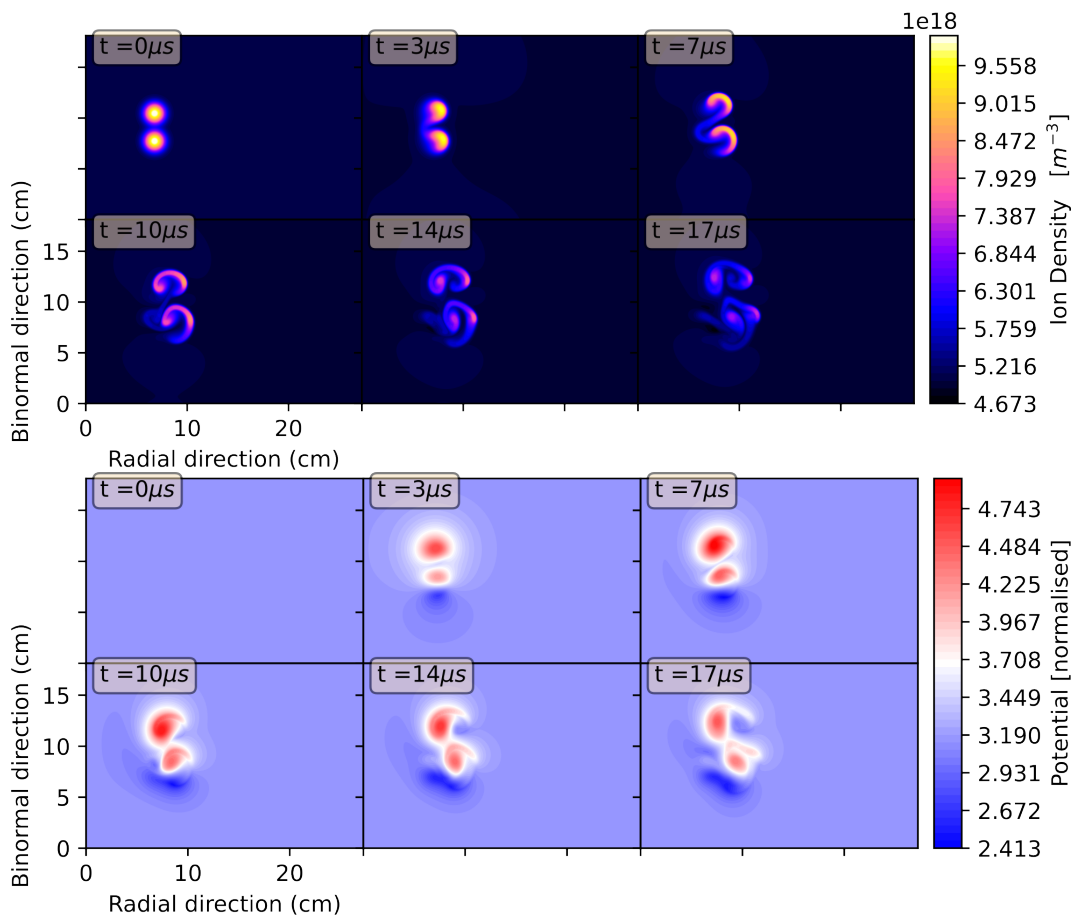 1e18
t =0μs
t =3μs
t =7μs
t =10μs
t =14μs
t =17μs
15
10
5
0
0
10
20
Binormal direction (cm)
Radial direction (cm)
9.558
9.015
8.472
7.929
7.387
6.844
6.301
5.759
5.216
4.673
Ion Density [m⁻³]
t =0μs
t =3μs
t =7μs
t =10μs
t =14μs
t =17μs
15
10
5
0
0
10
20
Binormal direction (cm)
Radial direction (cm)
4.743
4.484
4.225
3.967
3.708
3.449
3.190
2.931
2.672
2.413
Potential [normalised]